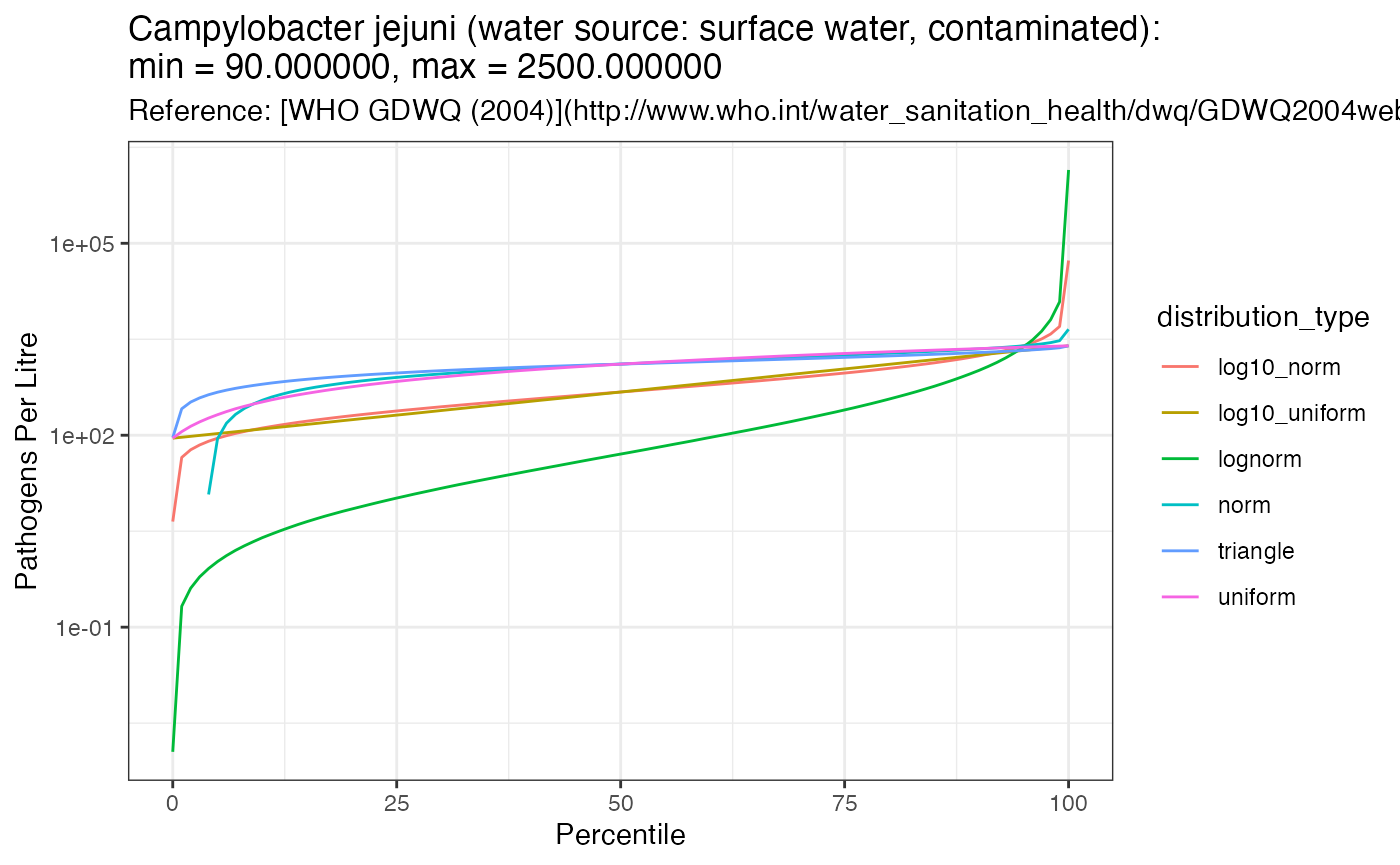 Campylobacter jejuni (water source: surface water, contaminated):
min = 90.000000, max = 2500.000000
Reference: [WHO GDWQ (2004)](http://www.who.int/water_sanitation_health/dwq/GDWQ2004web
1e+05
1e+02
1e-01
Pathogens Per Litre
0 25 50 75 100
Percentile
distribution_type
log10_norm
log10_uniform
lognorm
norm
triangle
uniform